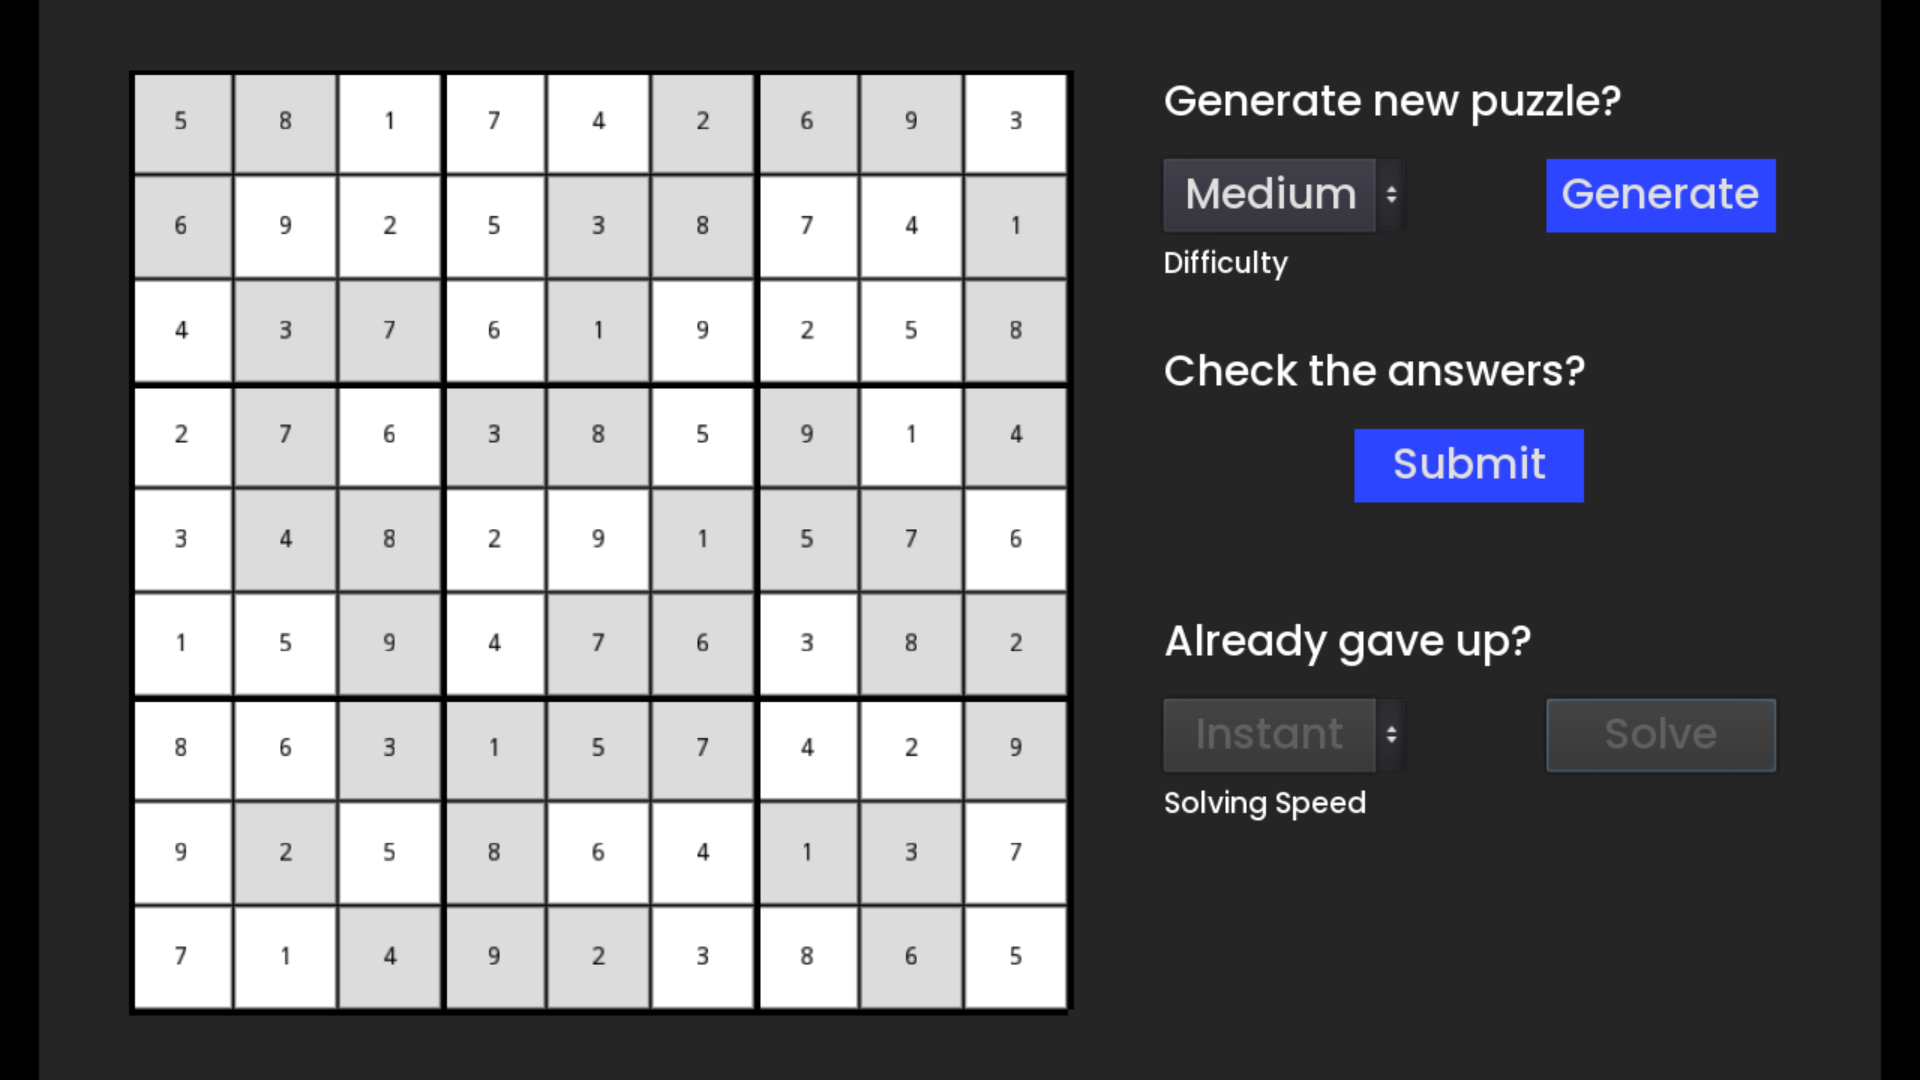 5 8 1 7 4 2 6 9 3
6 9 2 5 3 8 7 4 1
4 3 7 6 1 9 2 5 8
2 7 6 3 8 5 9 1 4
3 4 8 2 9 1 5 7 6
1 5 9 4 7 6 3 8 2
8 6 3 1 5 7 4 2 9
9 2 5 8 6 4 1 3 7
7 1 4 9 2 3 8 6 5
Generate new puzzle?
Medium
Generate
Difficulty
Check the answers?
Submit
Already gave up?
Instant
Solve
Solving Speed